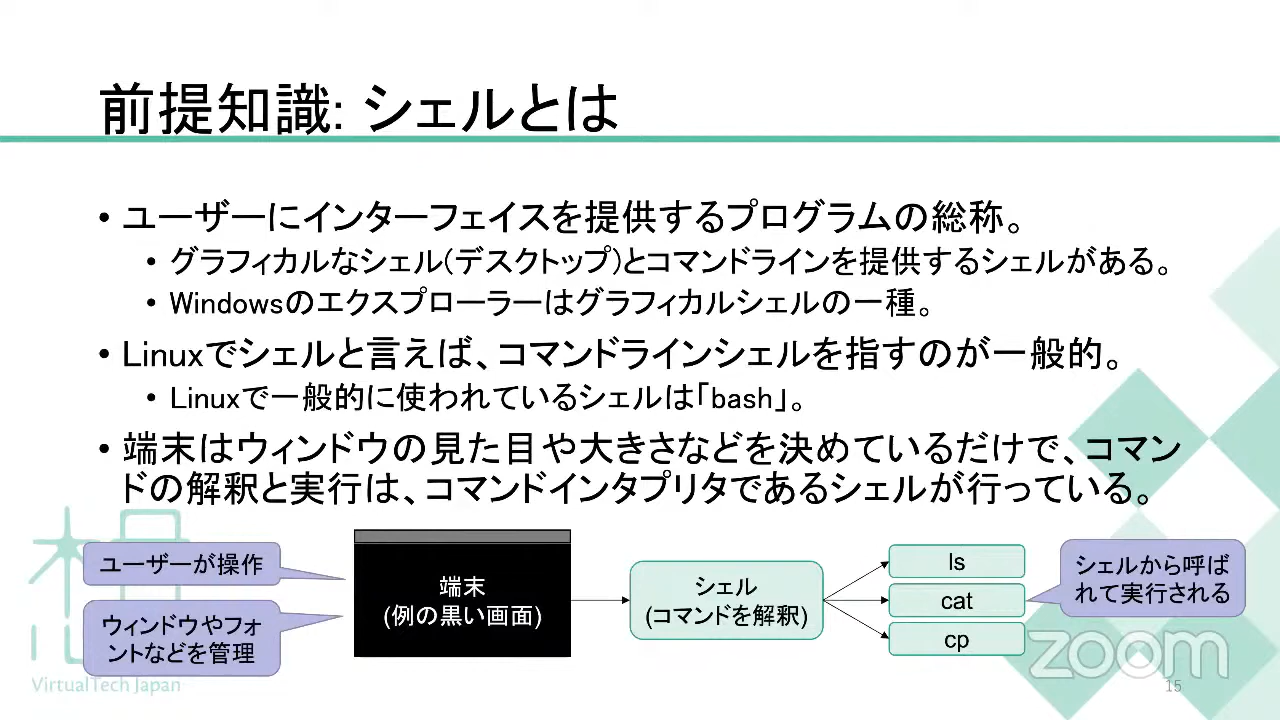 前提知識: シェルとは
• ユーザーにインターフェイスを提供するプログラムの総称。
• グラフィカルなシェル(デスクトップ)とコマンドラインを提供するシェルがある。
• Windowsのエクスプローラーはグラフィカルシェルの一種。
• Linuxでシェルと言えば、コマンドラインシェルを指すのが一般的。
• Linuxで一般的に使われているシェルは「bash」。
• 端末はウィンドウの見た目や大きさなどを決めているだけで、コマン
ドの解釈と実行は、コマンドインタプリタであるシェルが行っている。
ユーザーが操作
ウィンドウやフォ
ントなどを管理
端末
(例の黒い画面)
シェル
(コマンドを解釈)
ls
cat
cp
シェルから呼ば
れて実行される
VirtualTech Japan
zoom
15